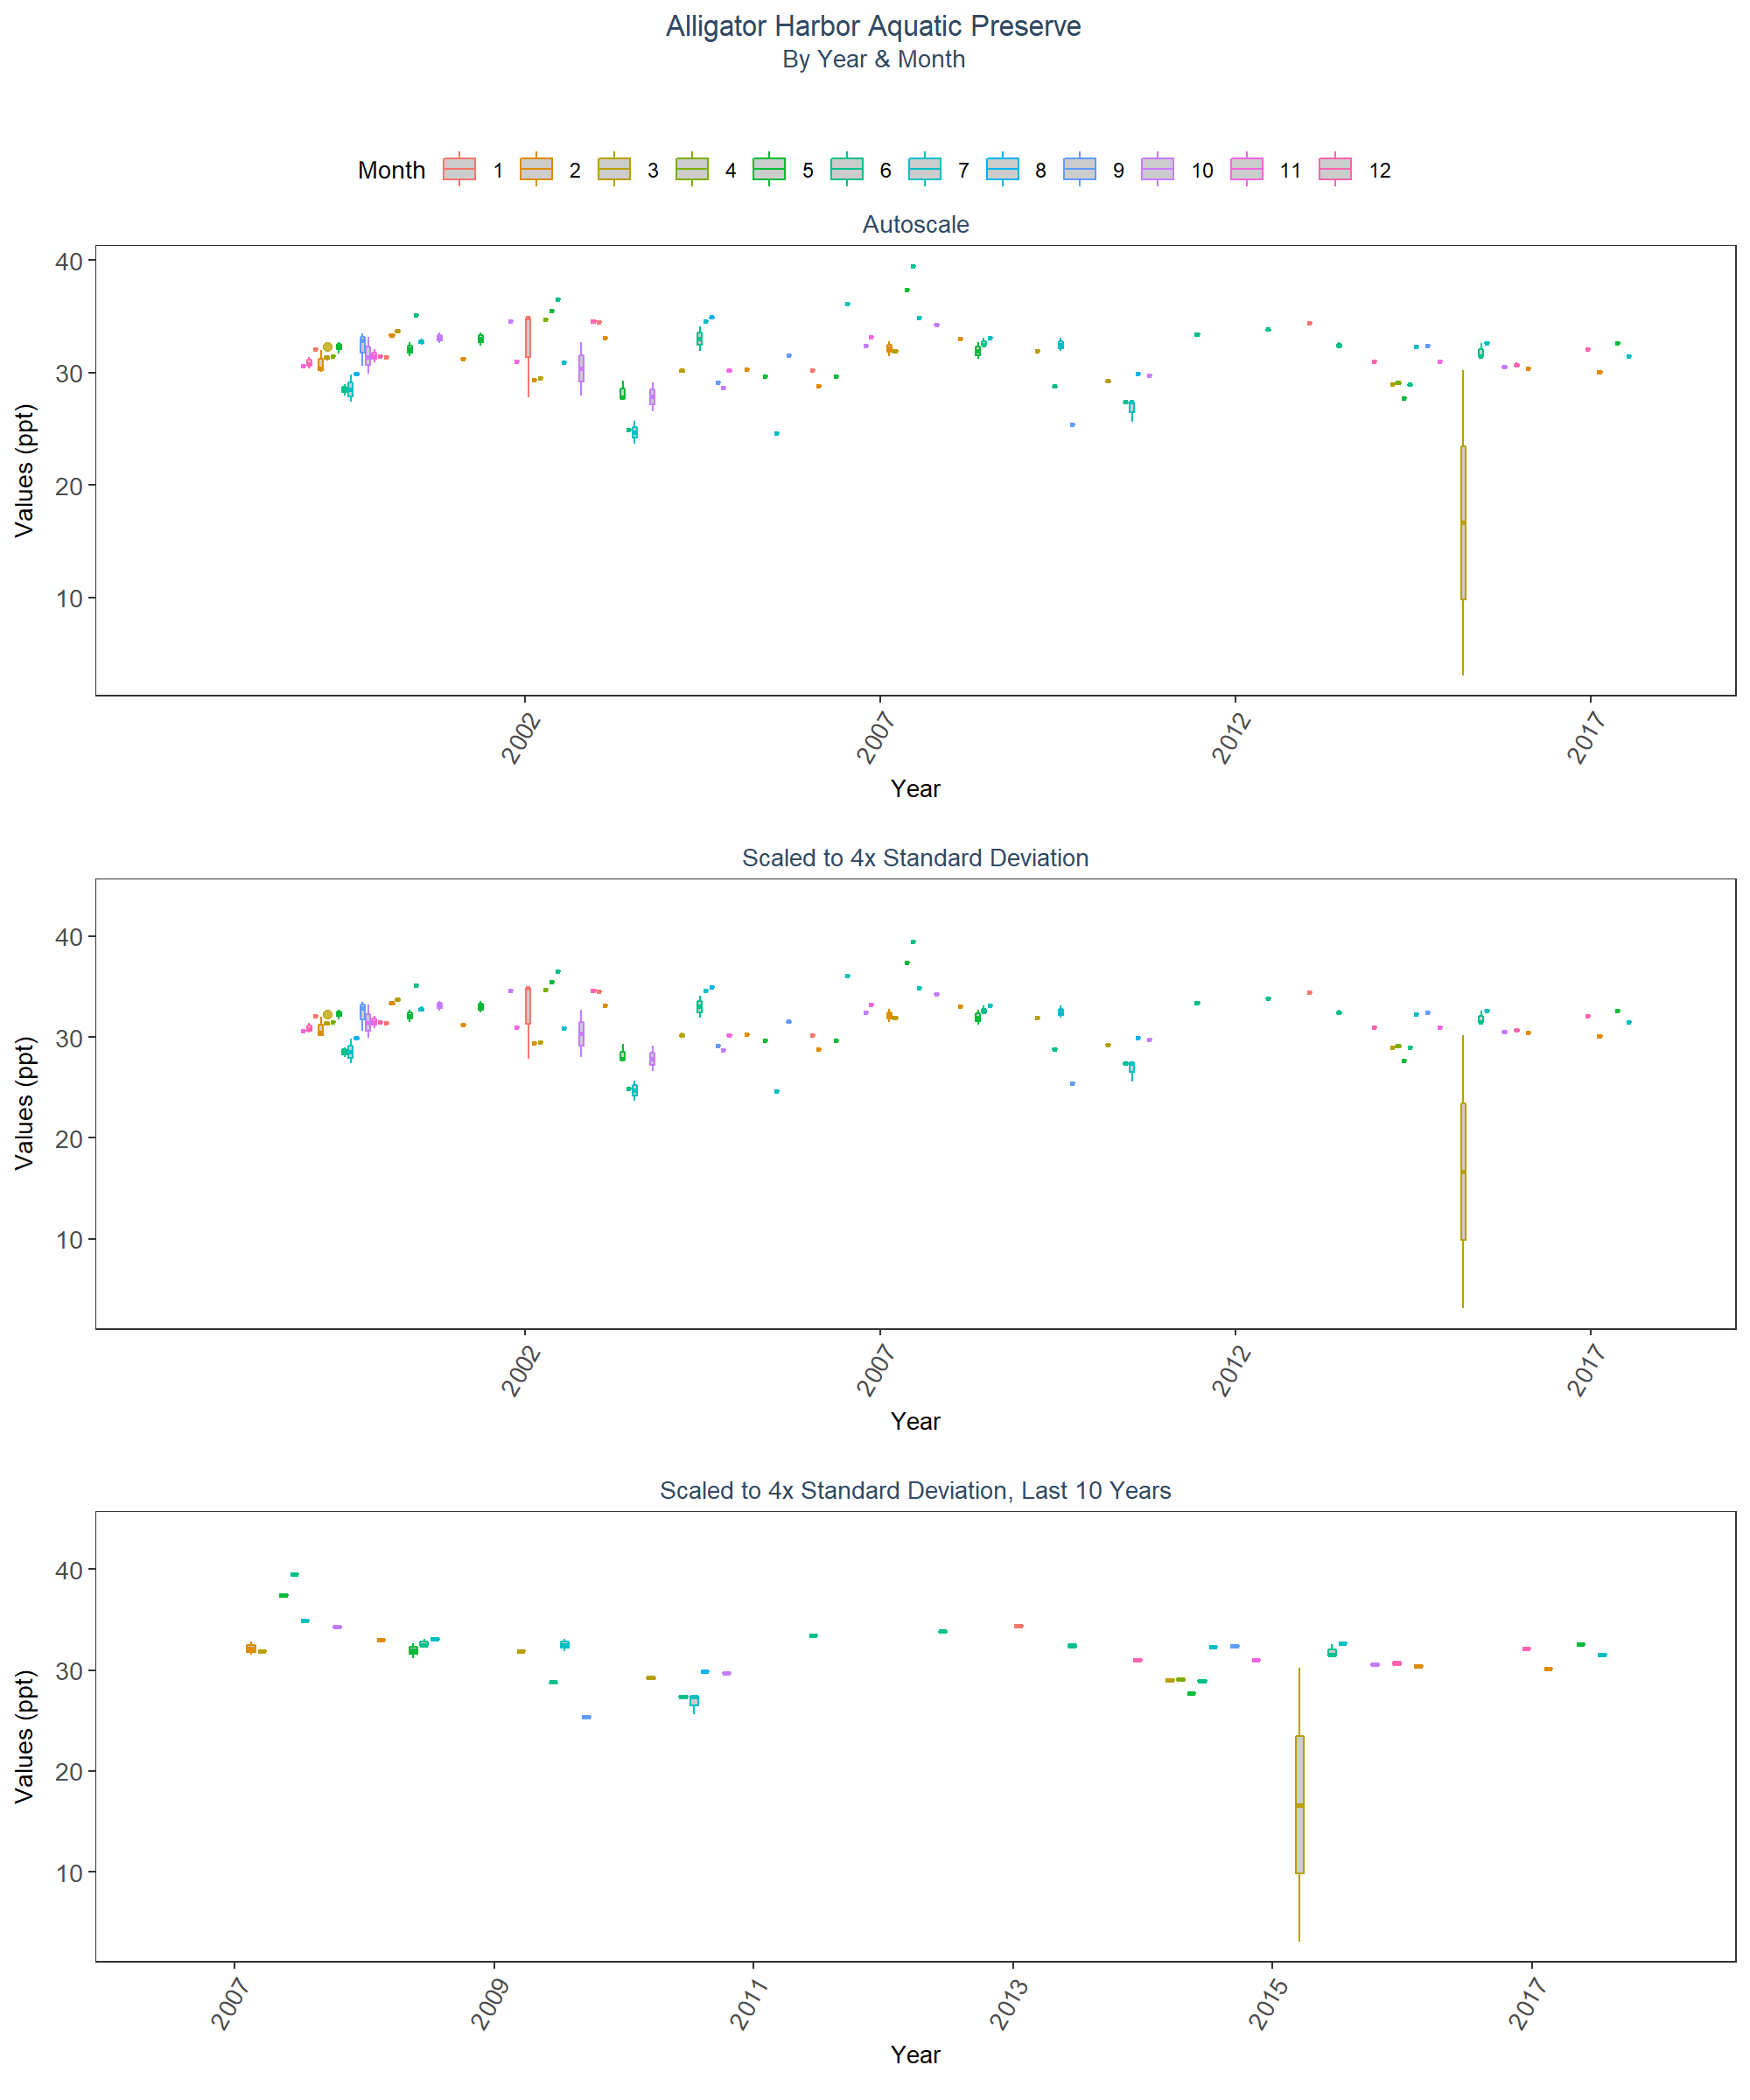 Alligator Harbor Aquatic Preserve
By Year & Month
Month 1 2 3 4 5 6 7 8 9 10 11 12
Autoscale
Values (ppt)
40
30
20
10
2002 2007 2012 2017
Year
Scaled to 4x Standard Deviation
Values (ppt)
40
30
20
10
2002 2007 2012 2017
Year
Scaled to 4x Standard Deviation, Last 10 Years
Values (ppt)
40
30
20
10
2007 2009 2011 2013 2015 2017
Year